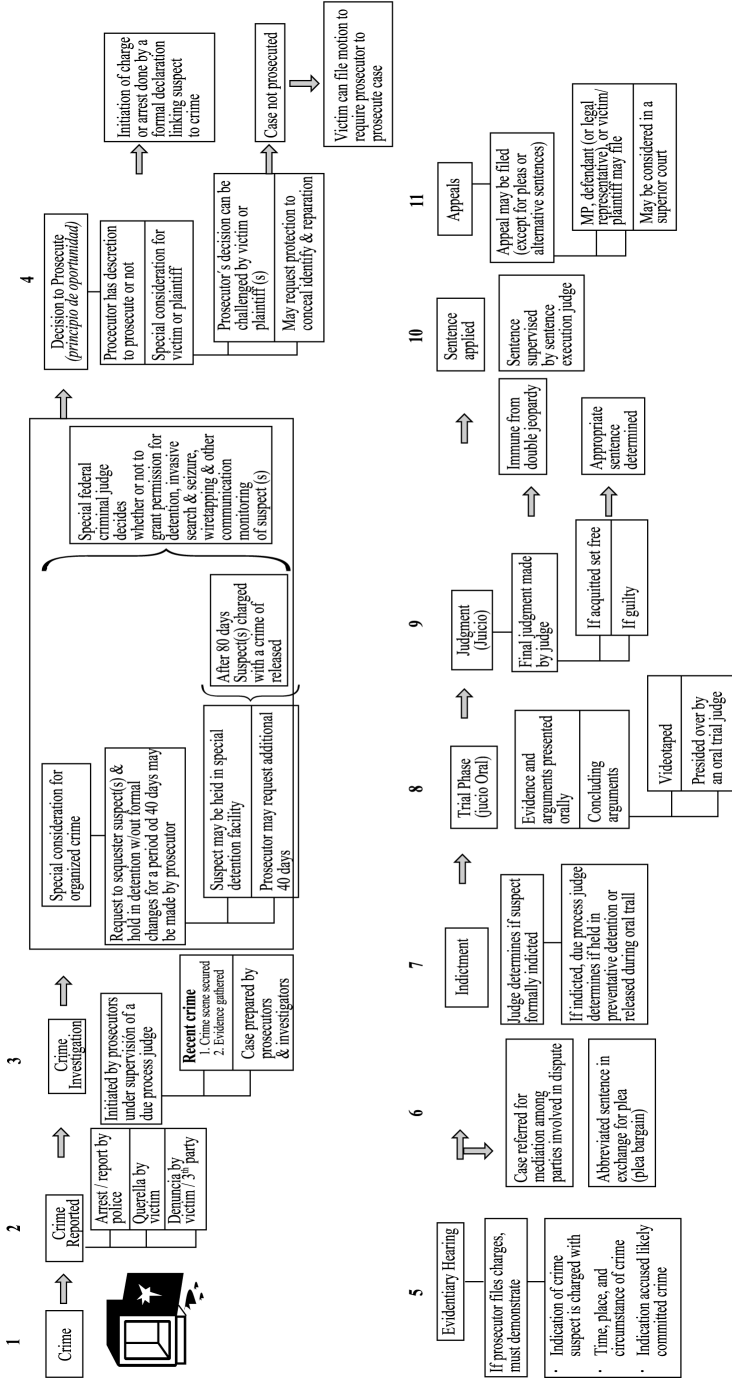 1
Crime
2
Crime
Reported
Arrest / report by
police
Querella by
victim
Denuncia by
victim / 3th party
3
Crime
Investigation
Initiated by prosecutors
under supervision of a
due process judge
Recent crime
1. Crime scene secured
2. Evidence gathered
Case prepared by
prosecutors
& investigators
Special consideration for
organized crime
Request to sequester suspect(s) &
hold in detention w/out formal
changes for a period od 40 days may
be made by prosecutor
Suspect may be held in special
detention facility
Prosecutor may request additional
40 days
After 80 days
Suspect(s) charged
with a crime of
released
Special federal
criminal judge
decides
whether or not to
grant permission for
detention, invasive
search & seizure,
wiretapping & other
communication
monitoring
of suspect (s)
4
Decision to Prosecute
(principio de oportunidad)
Procecutor has descretion
to prosecute or not
Special consideration for
victim or plaintiff
Prosecutor´s decision can be
challenged by victim or
plaintiff (s)
May request protection to
conceal identify & reparation
Initiation of charge
or arrest done by a
formal declaration
linking suspect
to crime
Case not prosecuted
Victim can file motion to
require prosecutor to
prosecute case
5
Evidentiary Hearing
If prosecutor files charges,
must demonstrate
· Indication of crime
suspect is charged with
· Time, place, and
circumstance of crime
· Indication accused likely
committed crime
6
Case referred for
mediation among
parties involved in dispute
Abbreviated sentence in
exchange for plea
(plea bargain)
7
Indictment
Judge determines if suspect
formally indicted
If indicted, due process judge
determines if held in
preventative detention or
released during oral trall
8
Trial Phase
(jucio Oral)
Evidence and
arguments presented
orally
Concluding
arguments
Videotaped
Presided over by
an oral trial judge
9
Judgment
(Juicio)
Final judgment made
by judge
If acquitted set free
If guilty
Immune from
double jeopardy
Appropriate
sentence
determined
10
Sentence
applied
Sentence
supervised
by sentence
execution judge
11
Appeals
Appeal may be filed
(except for pleas or
alternative sentences)
MP, defendant (or legal
representative), or victim/
plaintiff may file
May be considered in a
superior court